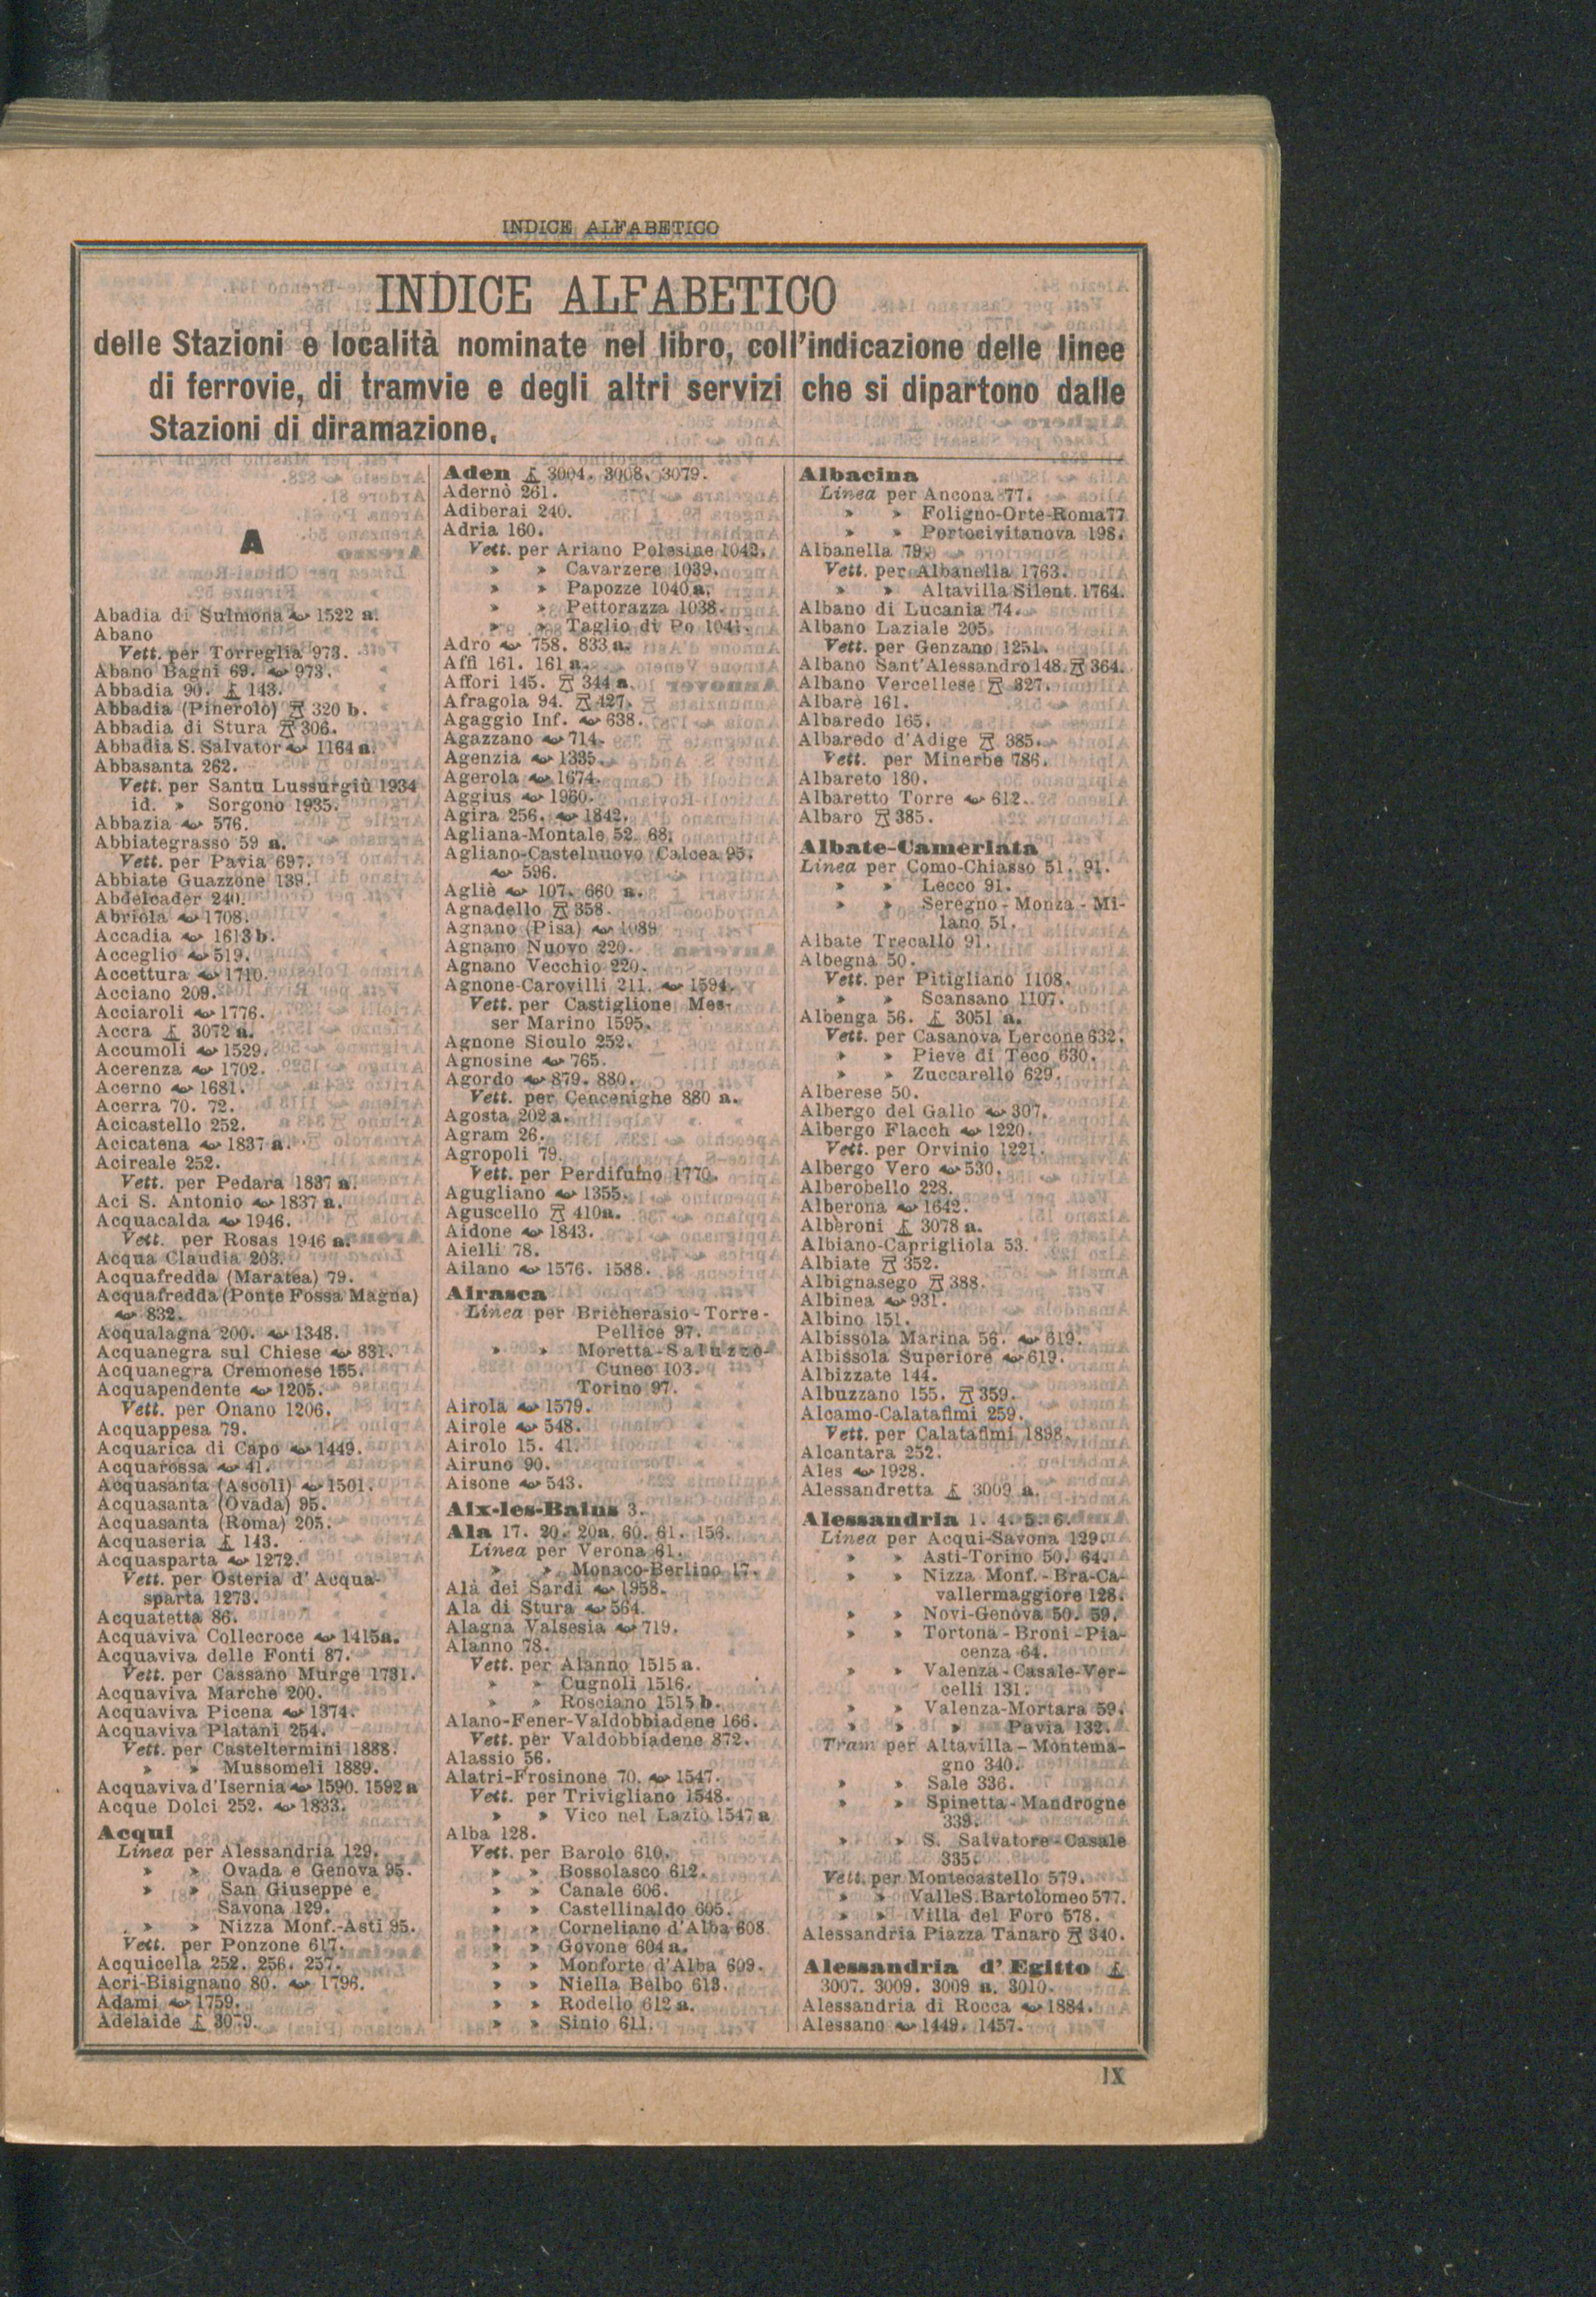 INDICE ALFABETICO
INDICE ALFABETICO
delle Stazioni e località nominate nel libro, coll'indicazione delle linee
di ferrovie, di tramvie e degli altri servizi che si dipartono dalle
Stazioni di diramazione.
A
Abadia di Sulmona 1522 a.
Abano
Vett. per Torreglia 973.
Abano Bagni 69. 973.
Abbadia 90. 143.
Abbadia (Pinerolo) 320 b.
Abbadia di Stura 306.
Abbadia S. Salvator 1164 a.
Abbasanta 262.
Vett. per Santu Lussurgiù 1934
id. » Sorgono 1935.
Abbazia 576.
Abbiategrasso 59 a.
Vett. per Pavia 697.
Abbiate Guazzone 139.
Abdelcader 240.
Abriola 1708.
Accadia 1613 b.
Acceglio 519.
Accettura 1710.
Acciano 209.
Acciaroli 1776.
Accra 3072 a.
Accumoli 1529.
Acerenza 1702.
Acerno 1681.
Acerra 70. 72.
Acicastello 252.
Acicatena 1837 a.
Acireale 252.
Vett. per Pedara 1837 a.
Aci S. Antonio 1837 a.
Acquacalda 1946.
Vett. per Rosas 1946 a.
Acqua Claudia 203.
Acquafredda (Maratea) 79.
Acquafredda (Ponte Fossa Magna)
832.
Acqualagna 200. 1348.
Acquanegra sul Chiese 831.
Acquanegra Cremonese 155.
Acquapendente 1205.
Vett. per Onano 1206.
Acquappesa 79.
Acquarica di Capo 1449.
Acquarossa 41.
Acquasanta (Ascoli) 1501.
Acquasanta (Ovada) 95.
Acquasanta (Roma) 205.
Acquaseria 143.
Acquasparta 1272.
Vett. per Osteria d'Acqua-
sparta 1273.
Acquatetta 86.
Acquaviva Collecroce 1415a.
Acquaviva delle Fonti 87.
Vett. per Cassano Murge 1731.
Acquaviva Marche 200.
Acquaviva Picena 1374.
Acquaviva Platani 254.
Vett. per Casteltermini 1888.
» » Mussomeli 1889.
Acquaviva d'Isernia 1590. 1592 a
Acque Dolci 252. 1833.
Acqui
Linea per Alessandria 129.
» » Ovada e Genova 95.
» » San Giuseppe e
Savona 129.
» » Nizza Monf.-Asti 95.
Vett. per Ponzone 617.
Acquicella 252. 256. 257.
Acri-Bisignano 80. 1796.
Adami 1759.
Adelaide 3079.
Aden 3004. 3008. 3079.
Adernò 261.
Adiberai 240.
Adria 160.
Vett. per Ariano Polesine 1042.
» » Cavarzere 1039.
» » Papozze 1040 a.
» » Pettorazza 1038.
» » Taglio di Po 1041.
Adro 758. 833 a.
Affi 161. 161 a.
Affori 145. 344 a.
Afragola 94. 427.
Agaggio Inf. 638.
Agazzano 714.
Agenzia 1335.
Agerola 1674.
Aggius 1960.
Agira 256. 1842.
Agliana-Montale 52. 68.
Agliano-Castelnuovo Calcea 95.
596.
Agliè 107. 660 a.
Agnadello 358.
Agnano (Pisa) 1089
Agnano Nuovo 220.
Agnano Vecchio 220.
Agnone-Carovilli 211. 1594.
Vett. per Castiglione Mes-
ser Marino 1595.
Agnone Siculo 252.
Agnosine 765.
Agordo 879. 880.
Vett. per Cencenighe 880 a.
Agosta 202 a.
Agram 26.
Agropoli 79.
Vett. per Perdifumo 1770.
Agugliano 1355.
Aguscello 410a.
Aidone 1843.
Aielli 78.
Ailano 1576. 1588.
Airasca
Linea per Bricherasio-Torre-
Pellice 97.
» » Moretta-Saluzzo-
Cuneo 103.
Torino 97.
Airola 1579.
Airole 548.
Airolo 15. 41.
Airuno 90.
Aisone 543.
Aix-les-Bains 3.
Ala 17. 20. 20a. 60. 61. 156.
Linea per Verona 61.
» » Monaco-Berlino 17.
Alà dei Sardi 1958.
Ala di Stura 564.
Alagna Valsesia 719.
Alanno 78.
Vett. per Alanno 1515 a.
» » Cugnoli 1516.
» » Rosciano 1515 b.
Alano-Fener-Valdobbiadene 166.
Vett. per Valdobbiadene 872.
Alassio 56.
Alatri-Frosinone 70. 1547.
Vett. per Trivigliano 1548.
» » Vico nel Lazio 1547 a
Alba 128.
Vett. per Barolo 610.
» » Bossolasco 612.
» » Canale 606.
» » Castellinaldo 605.
» » Corneliano d'Alba 608
» » Govone 604 a.
» » Monforte d'Alba 609.
» » Niella Belbo 613.
» » Rodello 612 a.
» » Sinio 611.
Albacina
Linea per Ancona 77.
» » Foligno-Orte-Roma 77
» » Portocivitanova 198.
Albanella 79.
Vett. per Albanella 1763.
» » Altavilla Silent. 1764.
Albano di Lucania 74.
Albano Laziale 205.
Vett. per Genzano 1251.
Albano Sant'Alessandro 148. 364.
Albano Vercellese 327.
Albarè 161.
Albaredo 165.
Albaredo d'Adige 385.
Vett. per Minerbe 786.
Albareto 180.
Albaretto Torre 612.
Albaro 385.
Albate-Camerlata
Linea per Como-Chiasso 51. 91.
» » Lecco 91.
» » Seregno-Monza-Mi-
lano 51.
Albate Trecallo 91.
Albegna 50.
Vett. per Pitigliano 1108.
» » Scansano 1107.
Albenga 56. 3051 a.
Vett. per Casanova Lercone 632.
» » Pieve di Teco 630.
» » Zuccarello 629.
Alberese 50.
Albergo del Gallo 307.
Albergo Flacch 1220.
Vett. per Orvinio 1221.
Albergo Vero 530.
Alberobello 228.
Alberona 1642.
Alberoni 3078 a.
Albiano-Caprigliola 53.
Albiate 352.
Albignasego 388.
Albinea 931.
Albino 151.
Albissola Marina 56. 619.
Albissola Superiore 619.
Albizzate 144.
Albuzzano 155. 359.
Alcamo-Calatafimi 259.
Vett. per Calatafimi 1898.
Alcantara 252.
Ales 1928.
Alessandretta 3009 a.
Alessandria 1. 4. 5. 6.
Linea per Acqui-Savona 129.
» » Asti-Torino 50. 64.
» » Nizza Monf.-Bra-Ca-
vallermaggiore 128.
» » Novi-Genova 50. 59.
» » Tortona-Broni-Pia-
cenza 64.
» » Valenza-Casale-Ver-
celli 131.
» » Valenza-Mortara 59.
» » » Pavia 132.
Tram per Altavilla-Montema-
gno 340.
» » Sale 336.
» » Spinetta-Mandrogne
339.
» » S. Salvatore-Casale
335.
Vett. per Montecastello 579.
» » Valle S. Bartolomeo 577.
» » Villa del Foro 578.
Alessandria Piazza Tanaro 340.
Alessandria d'Egitto
3007. 3009. 3009 a. 3010.
Alessandria di Rocca 1884.
Alessano 1449. 1457.
IX